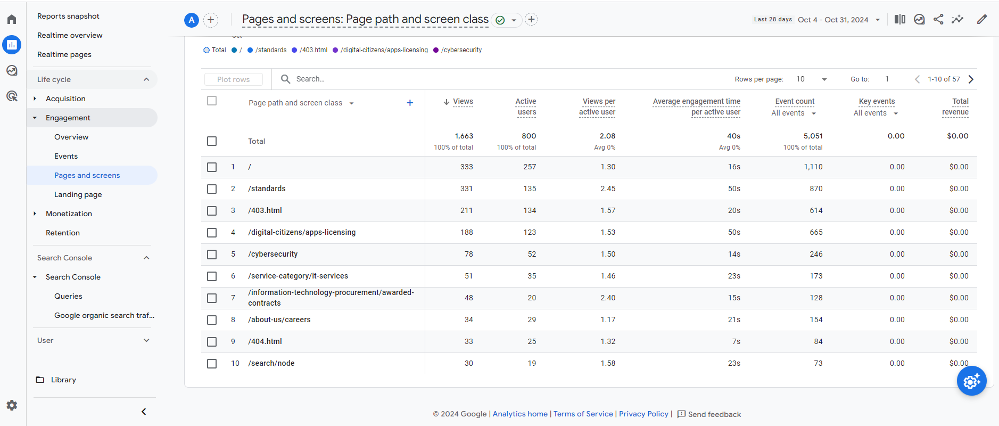 Reports snapshot
Realtime overview
Realtime pages
Life cycle
Acquisition
Engagement
Overview
Events
Pages and screens
Landing page
Monetization
Retention
Search Console
Search Console
Queries
Google organic search traf...
User
Library
A
Pages and screens: Page path and screen class
Last 28 days Oct 4 - Oct 31, 2024
Total / /standards /403.html /digital-citizens/apps-licensing /cybersecurity
Plot rows Search... Rows per page: 10 Go to: 1 1-10 of 57
Page path and screen class + Views Active users Views per active user Average engagement time per active user Event count All events Key events All events Total revenue
Total 1,663 800 2.08 40s 5,051 0.00 $0.00
100% of total 100% of total Avg 0% Avg 0% 100% of total
1 / 333 257 1.30 16s 1,110 0.00 $0.00
2 /standards 331 135 2.45 50s 870 0.00 $0.00
3 /403.html 211 134 1.57 20s 614 0.00 $0.00
4 /digital-citizens/apps-licensing 188 123 1.53 50s 665 0.00 $0.00
5 /cybersecurity 78 52 1.50 14s 246 0.00 $0.00
6 /service-category/it-services 51 35 1.46 23s 173 0.00 $0.00
7 /information-technology-procurement/awarded-contracts 48 20 2.40 15s 128 0.00 $0.00
8 /about-us/careers 34 29 1.17 21s 154 0.00 $0.00
9 /404.html 33 25 1.32 7s 84 0.00 $0.00
10 /search/node 30 19 1.58 23s 73 0.00 $0.00
© 2024 Google | Analytics home | Terms of Service | Privacy Policy | Send feedback